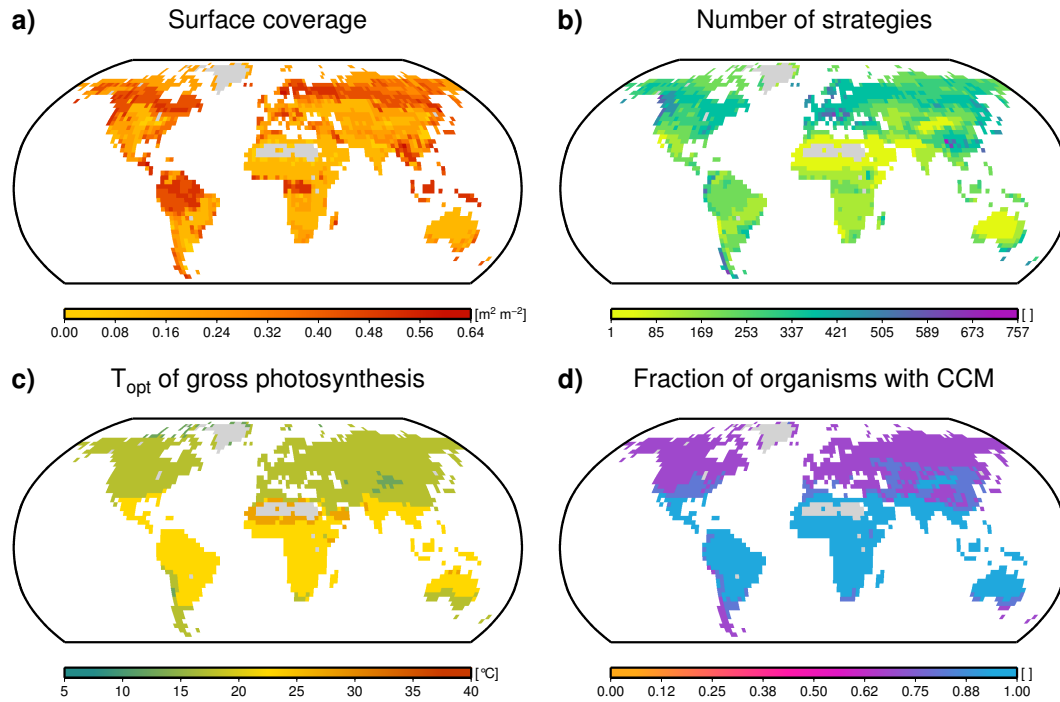 a) Surface coverage
b) Number of strategies
0.00 0.08 0.16 0.24 0.32 0.40 0.48 0.56 0.64 [m² m⁻²]
1 85 169 253 337 421 505 589 673 757 [ ]
c) T_opt of gross photosynthesis
d) Fraction of organisms with CCM
5 10 15 20 25 30 35 40 [°C]
0.00 0.12 0.25 0.38 0.50 0.62 0.75 0.88 1.00 [ ]